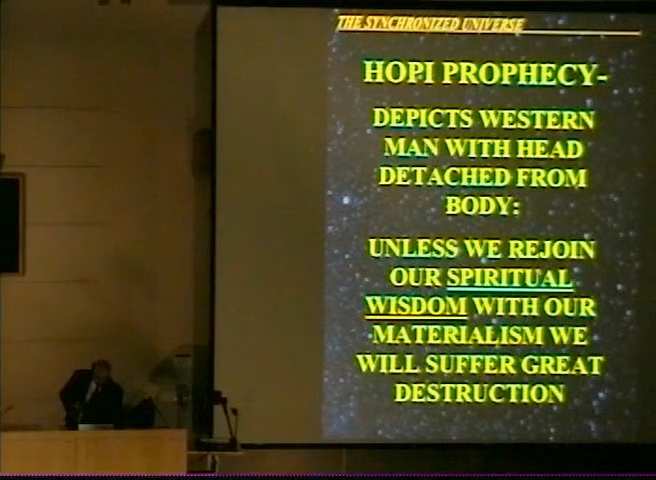 THE SYNCHRONIZED UNIVERSE
HOPI PROPHECY-
DEPICTS WESTERN
MAN WITH HEAD
DETACHED FROM
BODY:
UNLESS WE REJOIN
OUR SPIRITUAL
WISDOM WITH OUR
MATERIALISM WE
WILL SUFFER GREAT
DESTRUCTION